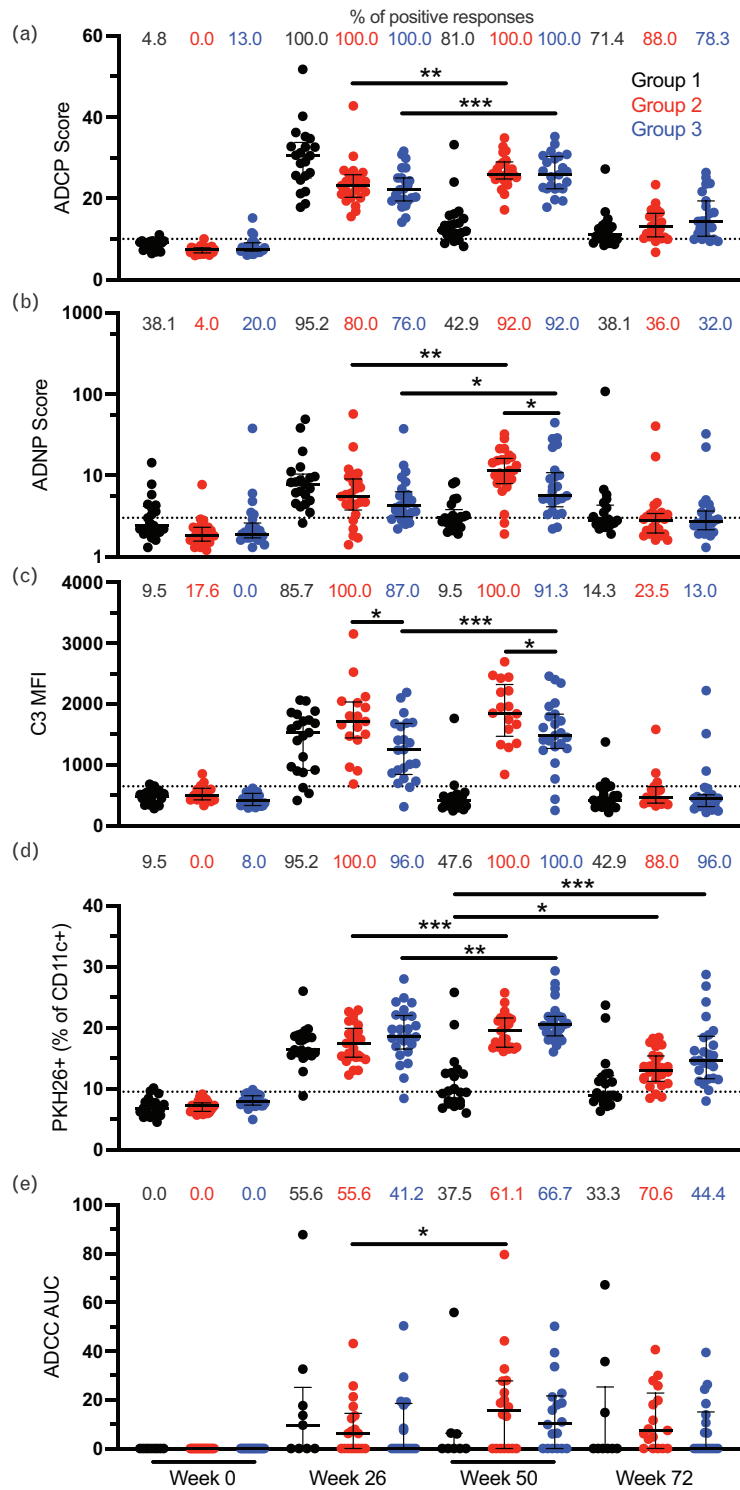 % of positive responses
(a)
4.8 0.0 13.0 100.0 100.0 100.0 81.0 100.0 100.0 71.4 88.0 78.3
Group 1
Group 2
Group 3
** 
***
ADCP Score
60
40
20
0
(b)
38.1 4.0 20.0 95.2 80.0 76.0 42.9 92.0 92.0 38.1 36.0 32.0
**
*
*
ADNP Score
1000
100
10
1
(c)
9.5 17.6 0.0 85.7 100.0 87.0 9.5 100.0 91.3 14.3 23.5 13.0
*
***
*
C3 MFI
4000
3000
2000
1000
0
(d)
9.5 0.0 8.0 95.2 100.0 96.0 47.6 100.0 100.0 42.9 88.0 96.0
***
*
***
**
PKH26+ (% of CD11c+)
40
30
20
10
0
(e)
0.0 0.0 0.0 55.6 55.6 41.2 37.5 61.1 66.7 33.3 70.6 44.4
*
ADCC AUC
100
80
60
40
20
0
Week 0 Week 26 Week 50 Week 72